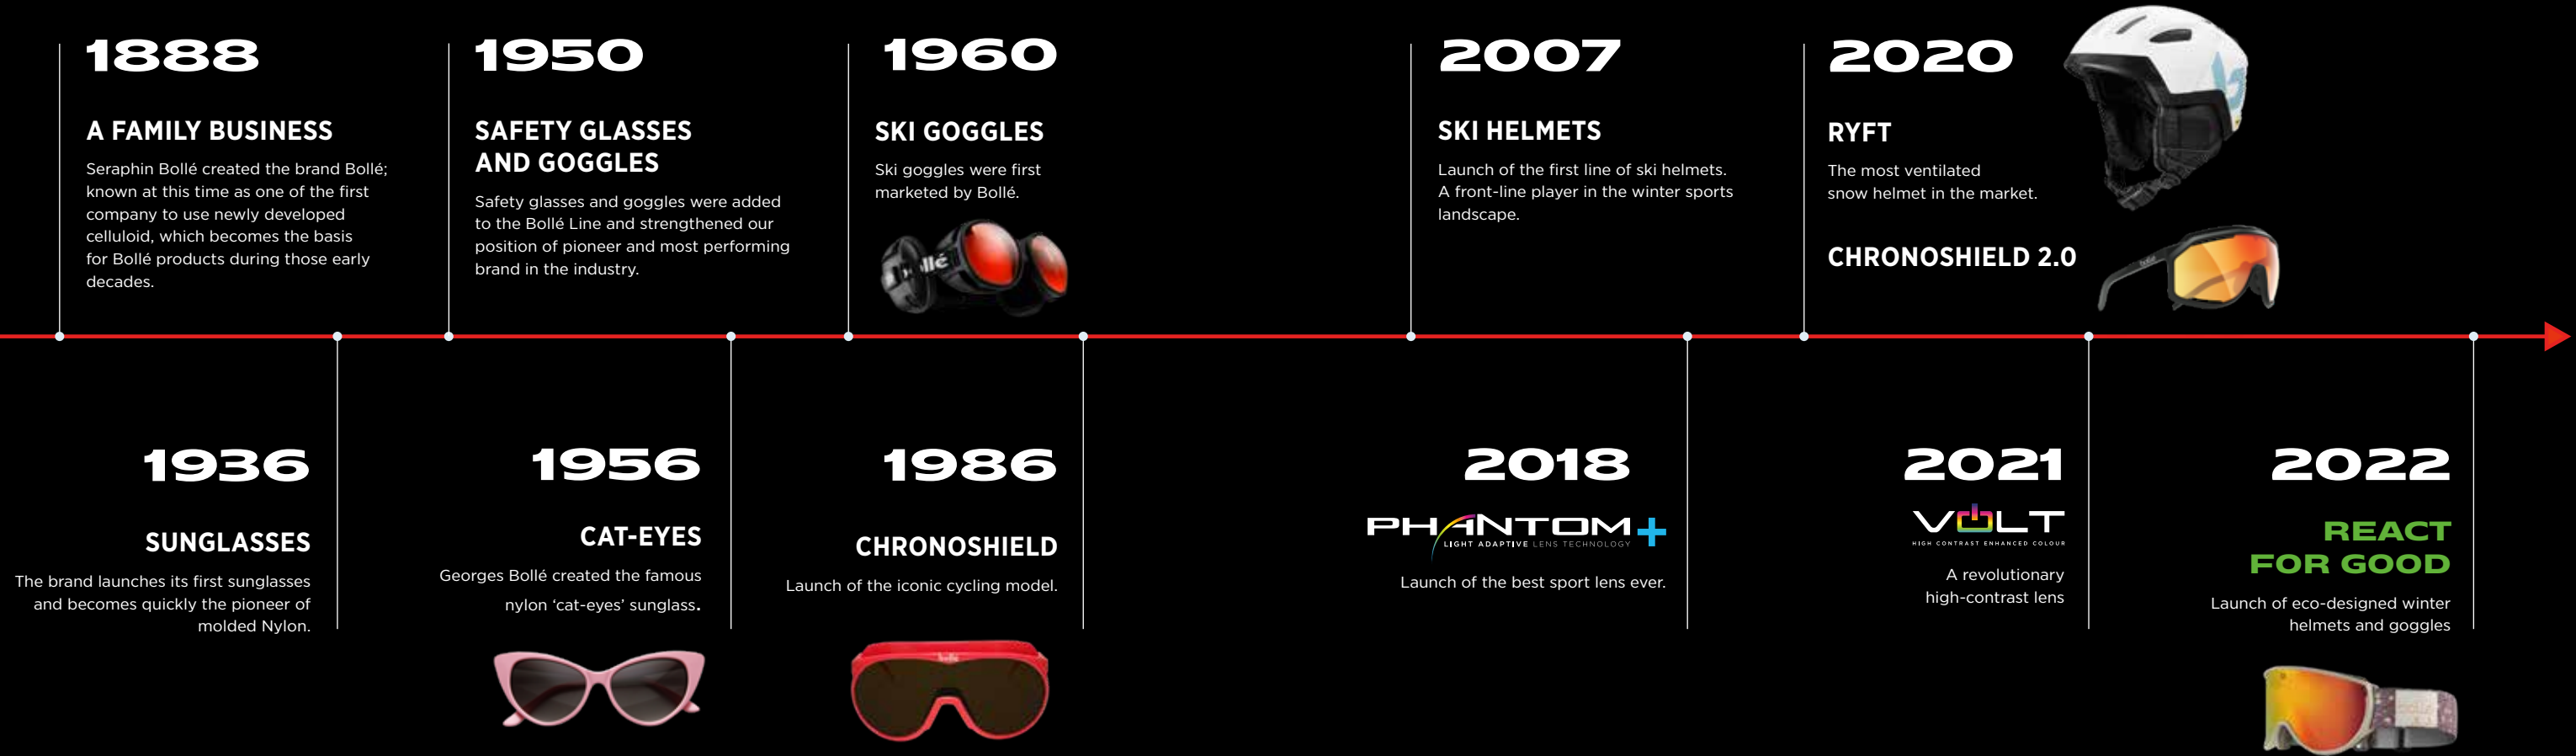 1888
A FAMILY BUSINESS
Seraphin Bollé created the brand Bollé;
known at this time as one of the first
company to use newly developed
celluloid, which becomes the basis
for Bollé products during those early
decades.
1950
SAFETY GLASSES
AND GOGGLES
Safety glasses and goggles were added
to the Bollé Line and strengthened our
position of pioneer and most performing
brand in the industry.
1960
SKI GOGGLES
Ski goggles were first
marketed by Bollé.
2007
SKI HELMETS
Launch of the first line of ski helmets.
A front-line player in the winter sports
landscape.
2020
RYFT
The most ventilated
snow helmet in the market.
CHRONOSHIELD 2.0
1936
SUNGLASSES
The brand launches its first sunglasses
and becomes quickly the pioneer of
molded Nylon.
1956
CAT-EYES
Georges Bollé created the famous
nylon ‘cat-eyes’ sunglass.
1986
CHRONOSHIELD
Launch of the iconic cycling model.
2018
PHANTOM+
LIGHT ADAPTIVE LENS TECHNOLOGY
Launch of the best sport lens ever.
2021
VOLT
HIGH CONTRAST ENHANCED COLOUR
A revolutionary
high-contrast lens
2022
REACT
FOR GOOD
Launch of eco-designed winter
helmets and goggles